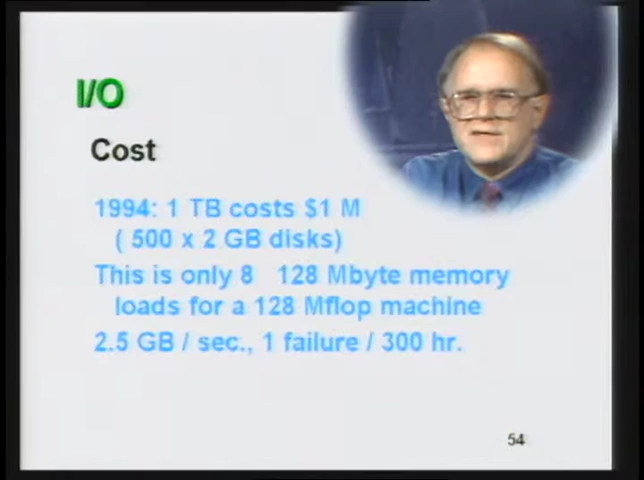 I/O
Cost
1994: 1 TB costs $1 M
( 500 x 2 GB disks)
This is only 8   128 Mbyte memory
loads for a 128 Mflop machine
2.5 GB / sec., 1 failure / 300 hr.
54